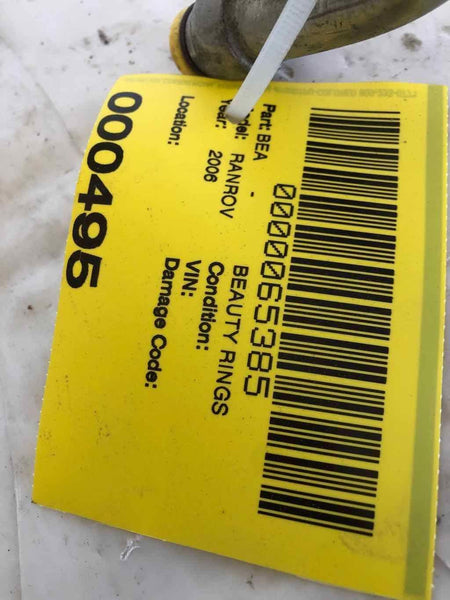 0000065385
Part: BEA - BEAUTY RINGS
Model: RANROV Condition:
Year: 2006 VIN:
Location: Damage Code:
000495